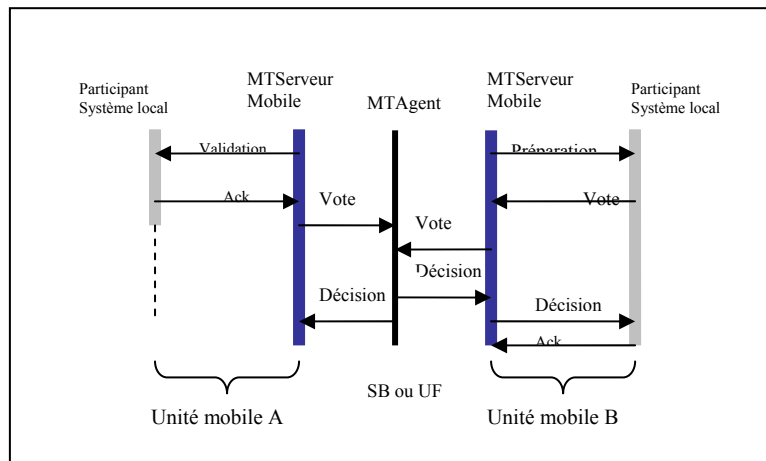 Participant
Système local
MTServeur
Mobile
MTAgent
MTServeur
Mobile
Participant
Système local
Validation
Préparation
Ack
Vote
Vote
Vote
Décision
Décision
Décision
Ack
SB ou UF
Unité mobile A
Unité mobile B